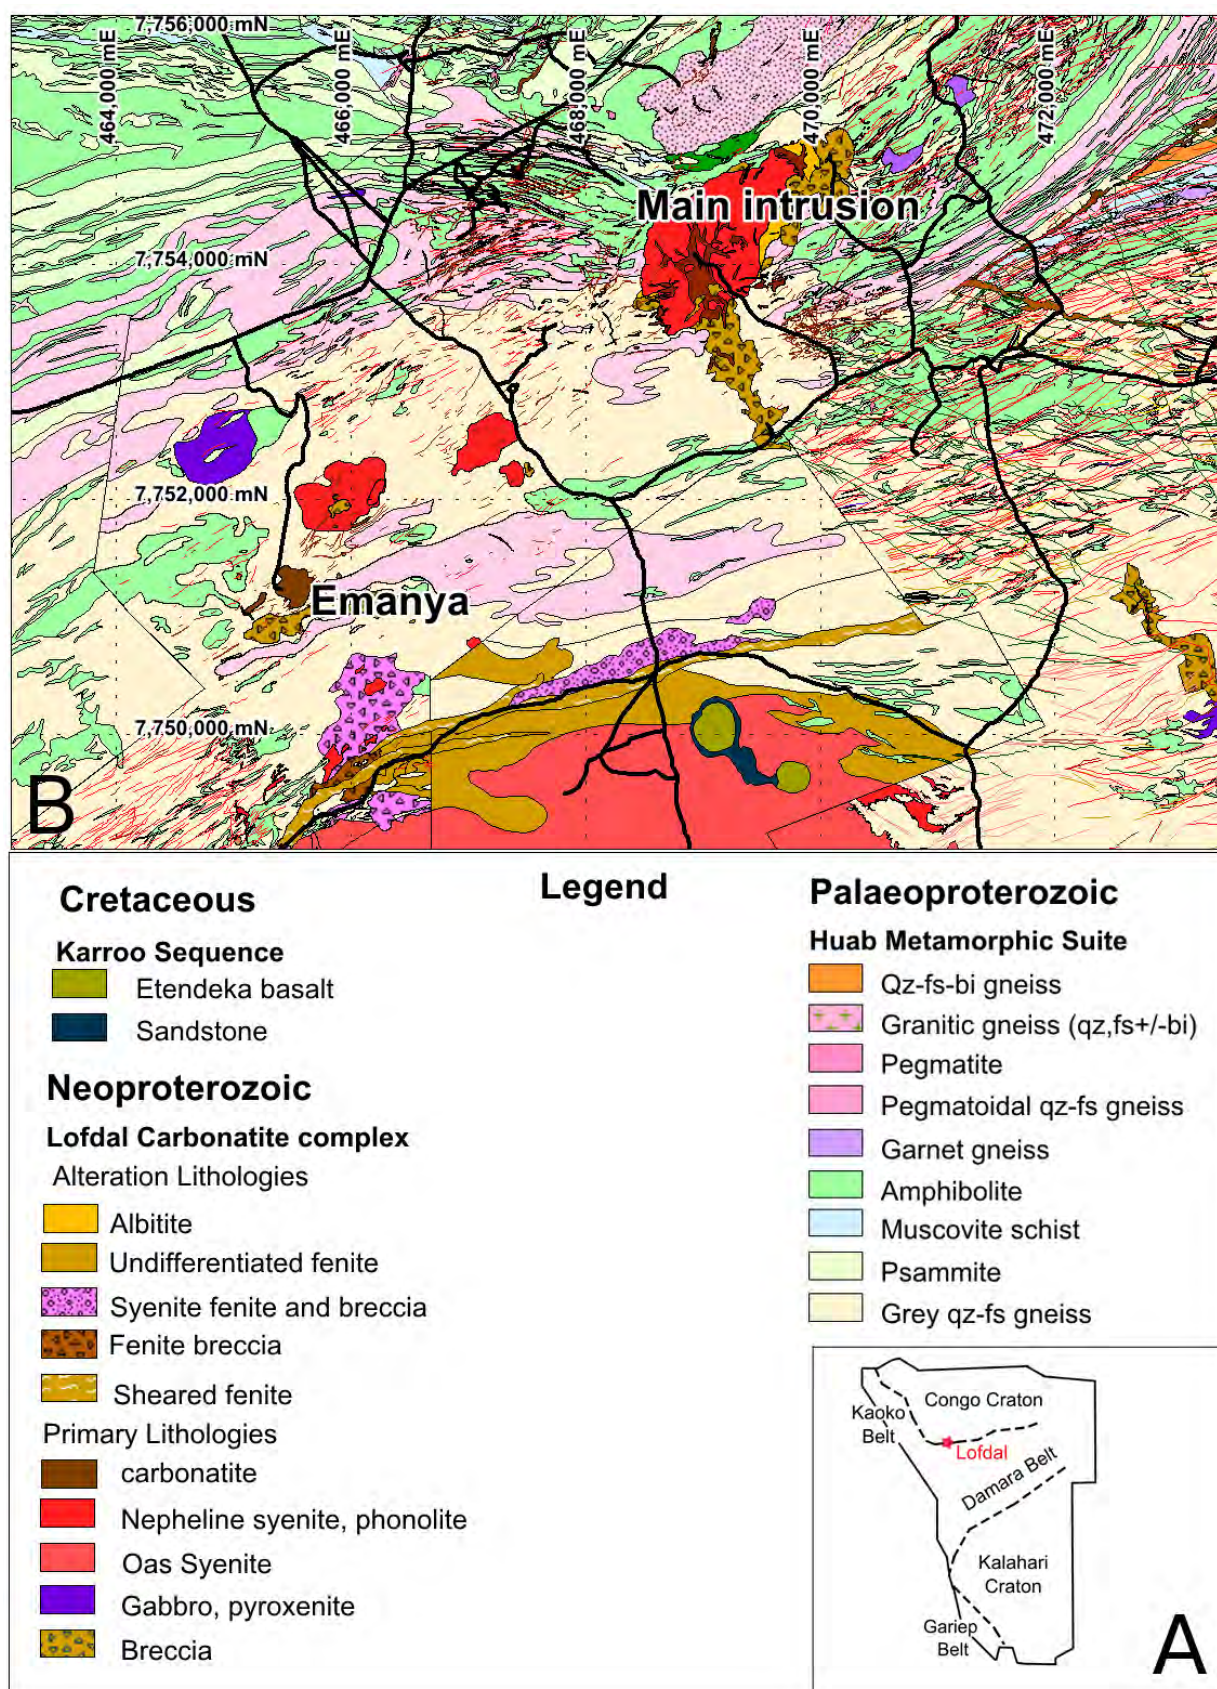 7,756,000 mN
464,000 mE
466,000 mE
468,000 mE
470,000 mE
472,000 mE
Main intrusion
7,754,000 mN
7,752,000 mN
Emanya
7,750,000 mN
B
Legend
Cretaceous
Karroo Sequence
Etendeka basalt
Sandstone
Neoproterozoic
Lofdal Carbonatite complex
Alteration Lithologies
Albitite
Undifferentiated fenite
Syenite fenite and breccia
Fenite breccia
Sheared fenite
Primary Lithologies
carbonatite
Nepheline syenite, phonolite
Oas Syenite
Gabbro, pyroxenite
Breccia
Palaeoproterozoic
Huab Metamorphic Suite
Qz-fs-bi gneiss
Granitic gneiss (qz,fs+/-bi)
Pegmatite
Pegmatoidal qz-fs gneiss
Garnet gneiss
Amphibolite
Muscovite schist
Psammite
Grey qz-fs gneiss
Congo Craton
Kaoko
Belt
Lofdal
Damara Belt
Kalahari
Craton
Gariep
Belt
A